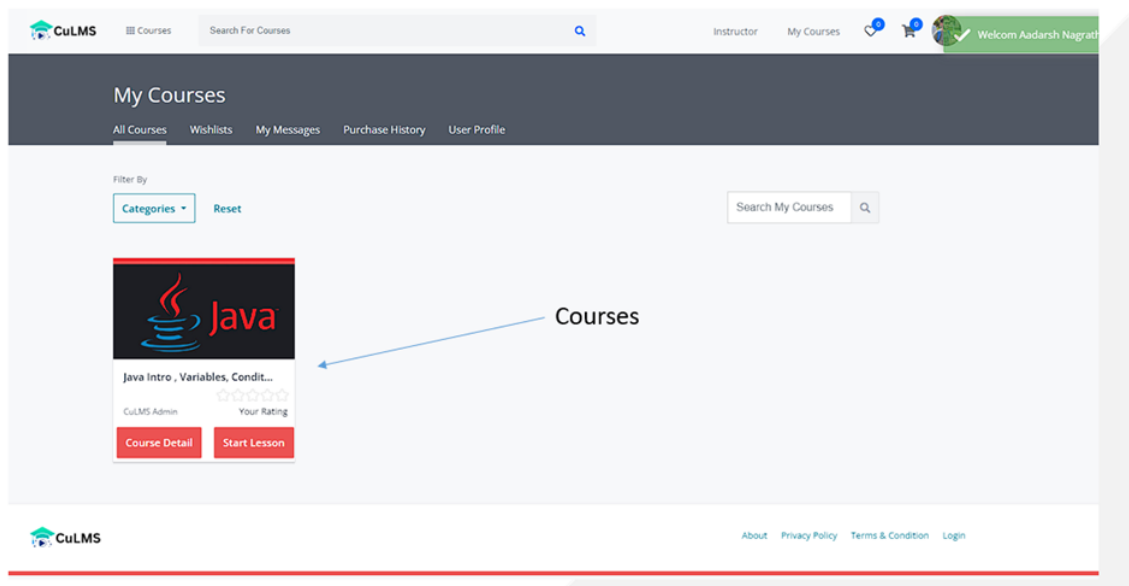 CuLMS Courses Search For Courses Instructor My Courses 0 0 Welcom Aadarsh Nagrath
My Courses
All Courses Wishlists My Messages Purchase History User Profile
Filter By
Categories Reset Search My Courses
Java
Courses
Java Intro , Variables, Condit...
CuLMS Admin Your Rating
Course Detail Start Lesson
CuLMS About Privacy Policy Terms & Condition Login